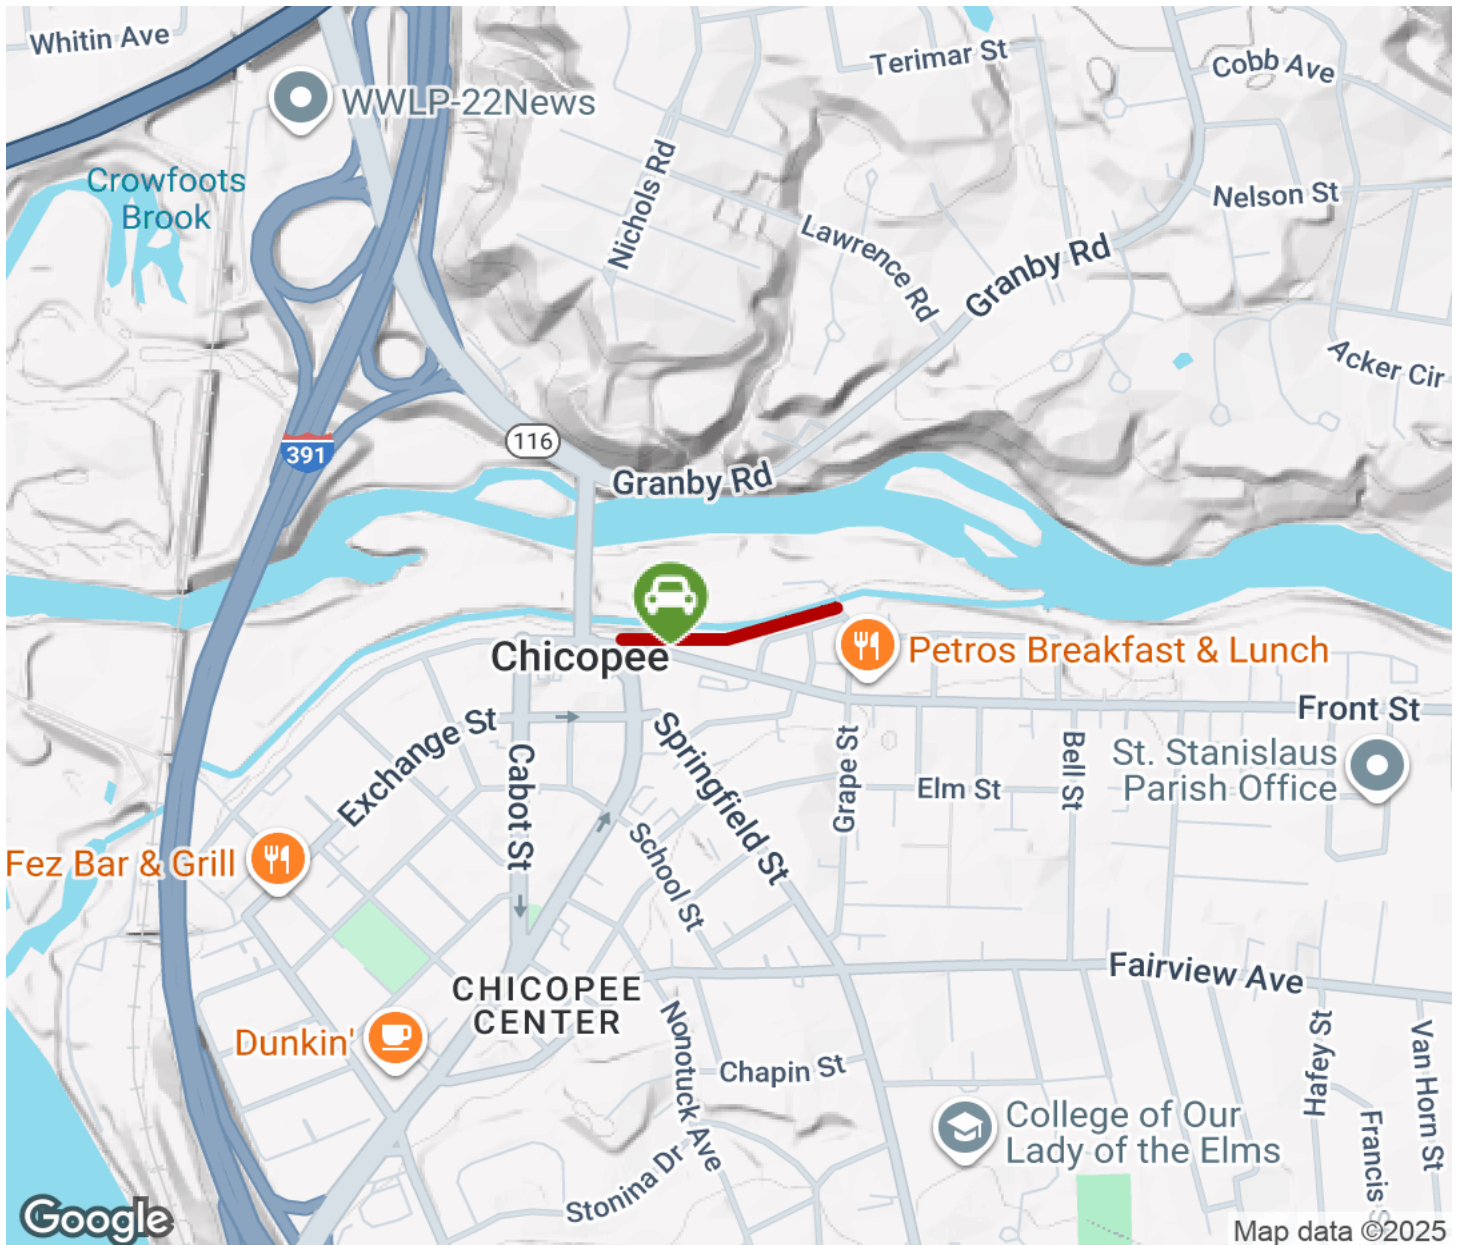 Whitin Ave
WWLP-22News
Terimar St
Cobb Ave
Crowfoots
Brook
Nichols Rd
Nelson St
Lawrence Rd
Granby Rd
Acker Cir
391
116
Granby Rd
Chicopee
Petros Breakfast & Lunch
Front St
Exchange St
Cabot St
Springfield St
Grape St
Elm St
Bell St
St. Stanislaus
Parish Office
Fez Bar & Grill
School St
CHICOPEE
CENTER
Fairview Ave
Dunkin'
Nonotuck Ave
Chapin St
Hafey St
Van Horn St
College of Our
Lady of the Elms
Francis S
Stonina Dr
Google
Map data ©2025